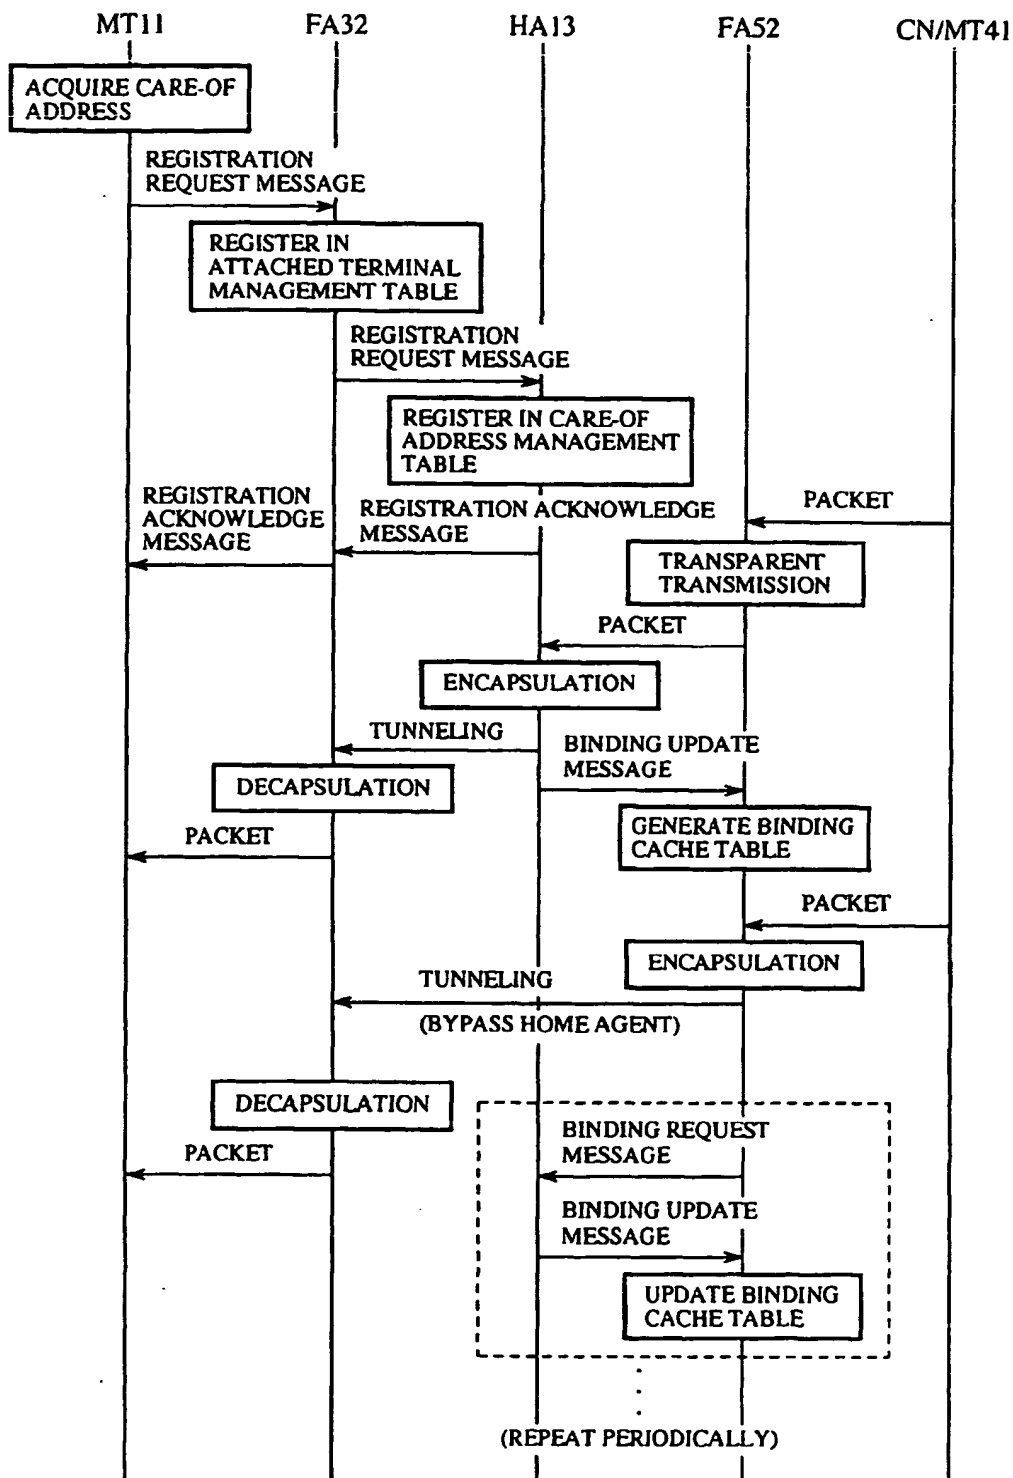 MT11 FA32 HA13 FA52 CN/MT41
ACQUIRE CARE-OF
ADDRESS
REGISTRATION
REQUEST MESSAGE
REGISTER IN
ATTACHED TERMINAL
MANAGEMENT TABLE
REGISTRATION
REQUEST MESSAGE
REGISTER IN CARE-OF
ADDRESS MANAGEMENT
TABLE
REGISTRATION
ACKNOWLEDGE
MESSAGE
REGISTRATION ACKNOWLEDGE
MESSAGE
PACKET
TRANSPARENT
TRANSMISSION
PACKET
ENCAPSULATION
TUNNELING
BINDING UPDATE
MESSAGE
DECAPSULATION
GENERATE BINDING
CACHE TABLE
PACKET
PACKET
ENCAPSULATION
TUNNELING
(BYPASS HOME AGENT)
DECAPSULATION
BINDING REQUEST
MESSAGE
PACKET
BINDING UPDATE
MESSAGE
UPDATE BINDING
CACHE TABLE
(REPEAT PERIODICALLY)